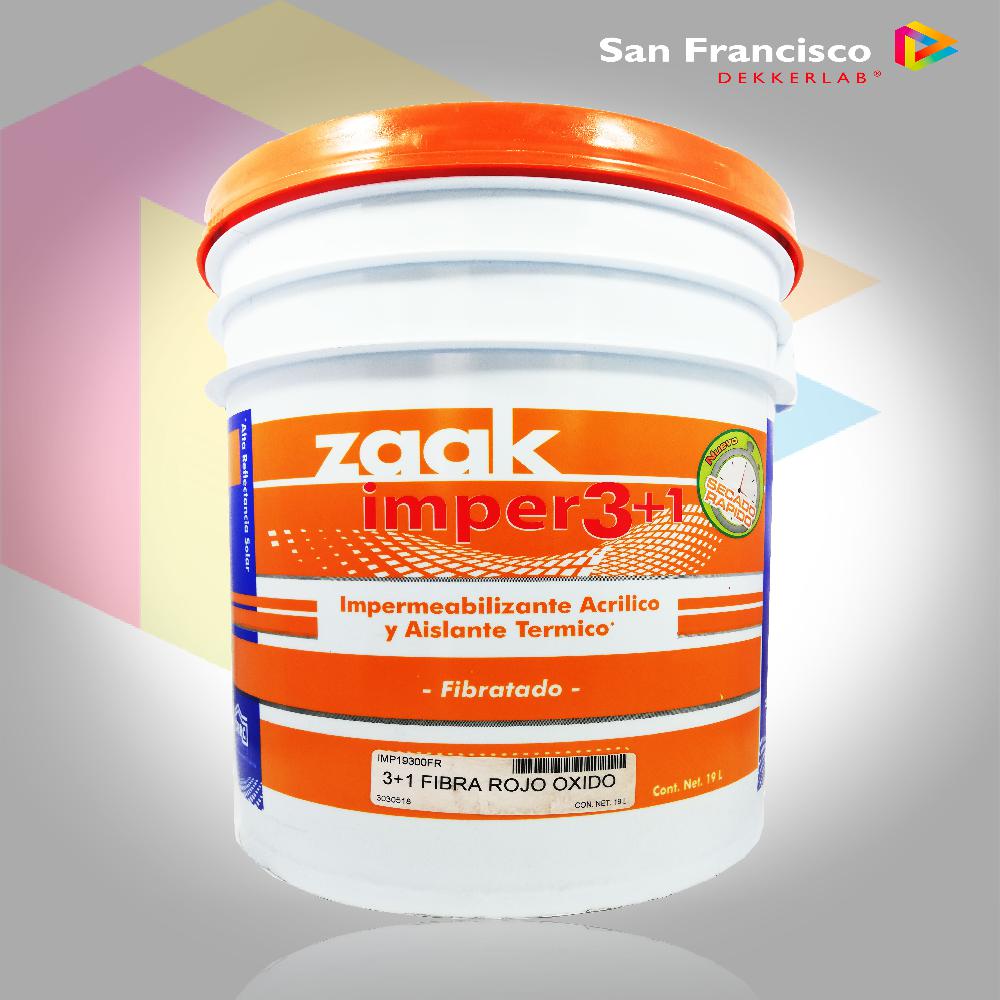 San Francisco
DEKKERLAB®
zaak
imper3+1
NUEVO
SECADO
RAPIDO
*Alta Reflectancia Solar
Impermeabilizante Acrilico
y Aislante Termico*
- Fibratado -
IMP19300FR
3+1 FIBRA ROJO OXIDO
3030518
CON. NET. 19 L
Cont. Net. 19 L